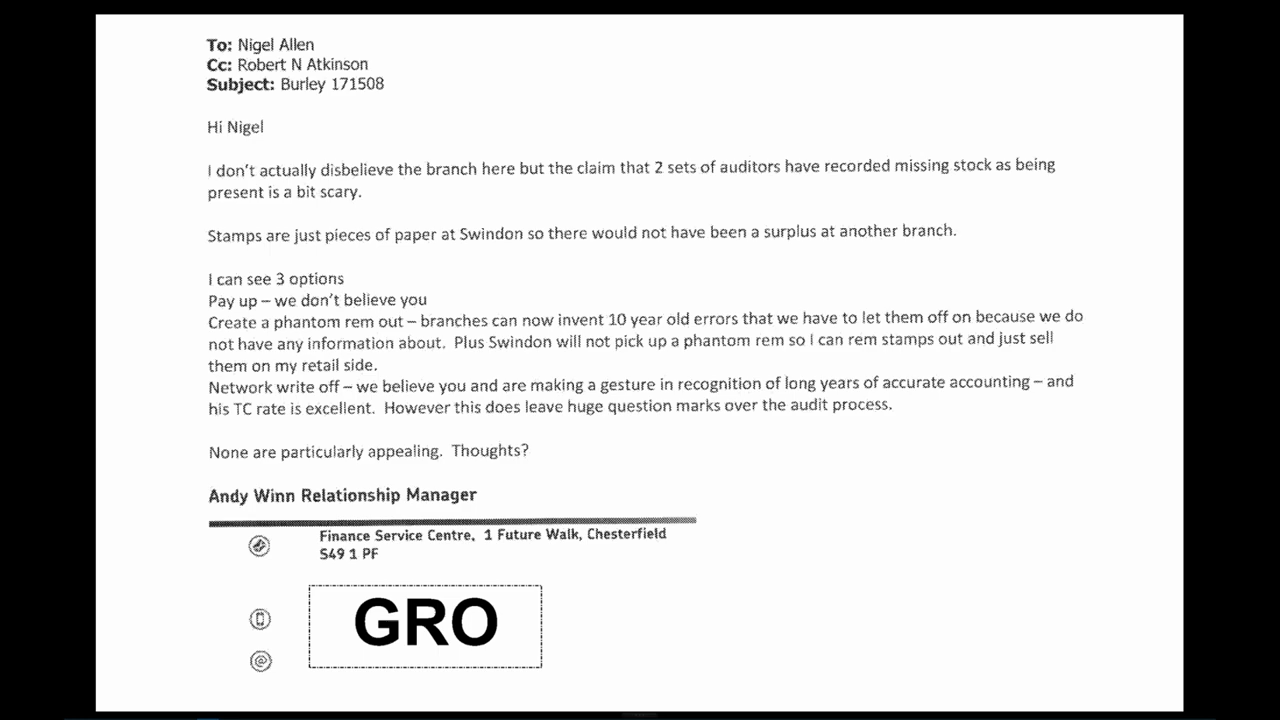 To: Nigel Allen
Cc: Robert N Atkinson
Subject: Burley 171508
Hi Nigel
I don't actually disbelieve the branch here but the claim that 2 sets of auditors have recorded missing stock as being
present is a bit scary.
Stamps are just pieces of paper at Swindon so there would not have been a surplus at another branch.
I can see 3 options
Pay up – we don't believe you
Create a phantom rem out – branches can now invent 10 year old errors that we have to let them off on because we do
not have any information about. Plus Swindon will not pick up a phantom rem so I can rem stamps out and just sell
them on my retail side.
Network write off – we believe you and are making a gesture in recognition of long years of accurate accounting – and
his TC rate is excellent. However this does leave huge question marks over the audit process.
None are particularly appealing. Thoughts?
Andy Winn Relationship Manager
Finance Service Centre, 1 Future Walk, Chesterfield
S49 1 PF
GRO
@